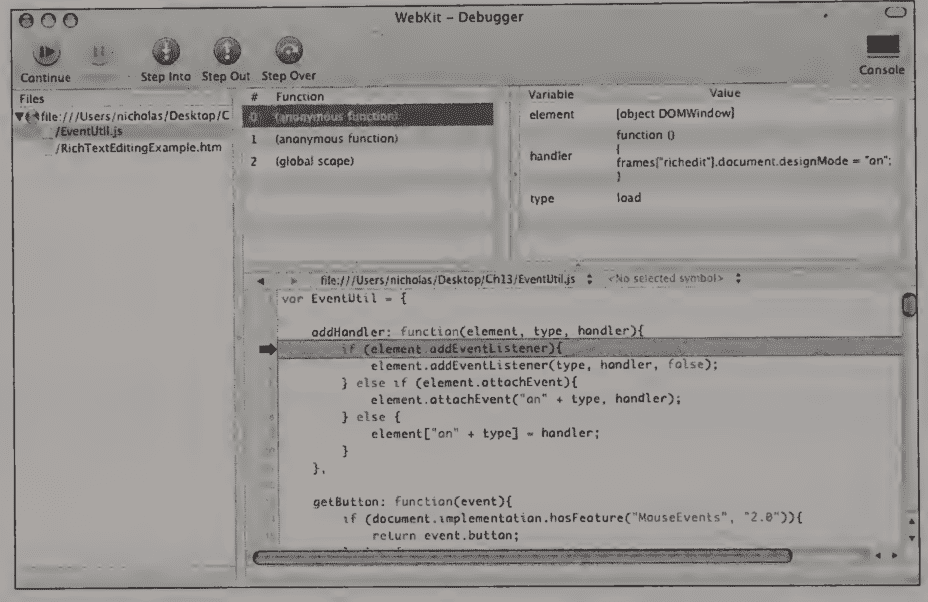 WebKit – Debugger
Continue
Step Into Step Out Step Over
Console
Files
file:///Users/nicholas/Desktop/C
/EventUtil.js
/RichTextEditingExample.htm
# Function
0 (anonymous function)
1 (anonymous function)
2 (global scope)
Variable Value
element [object DOMWindow]
handler
function ()
{
frames["richedit"].document.designMode = "on";
}
type load
file:///Users/nicholas/Desktop/Ch13/EventUtil.js <No selected symbol>
var EventUtil = {
addHandler: function(element, type, handler){
if (element.addEventListener){
element.addEventListener(type, handler, false);
} else if (element.attachEvent){
element.attachEvent("on" + type, handler);
} else {
element["on" + type] = handler;
}
},
getButton: function(event){
if (document.implementation.hasFeature("MouseEvents", "2.0")){
return event.button;